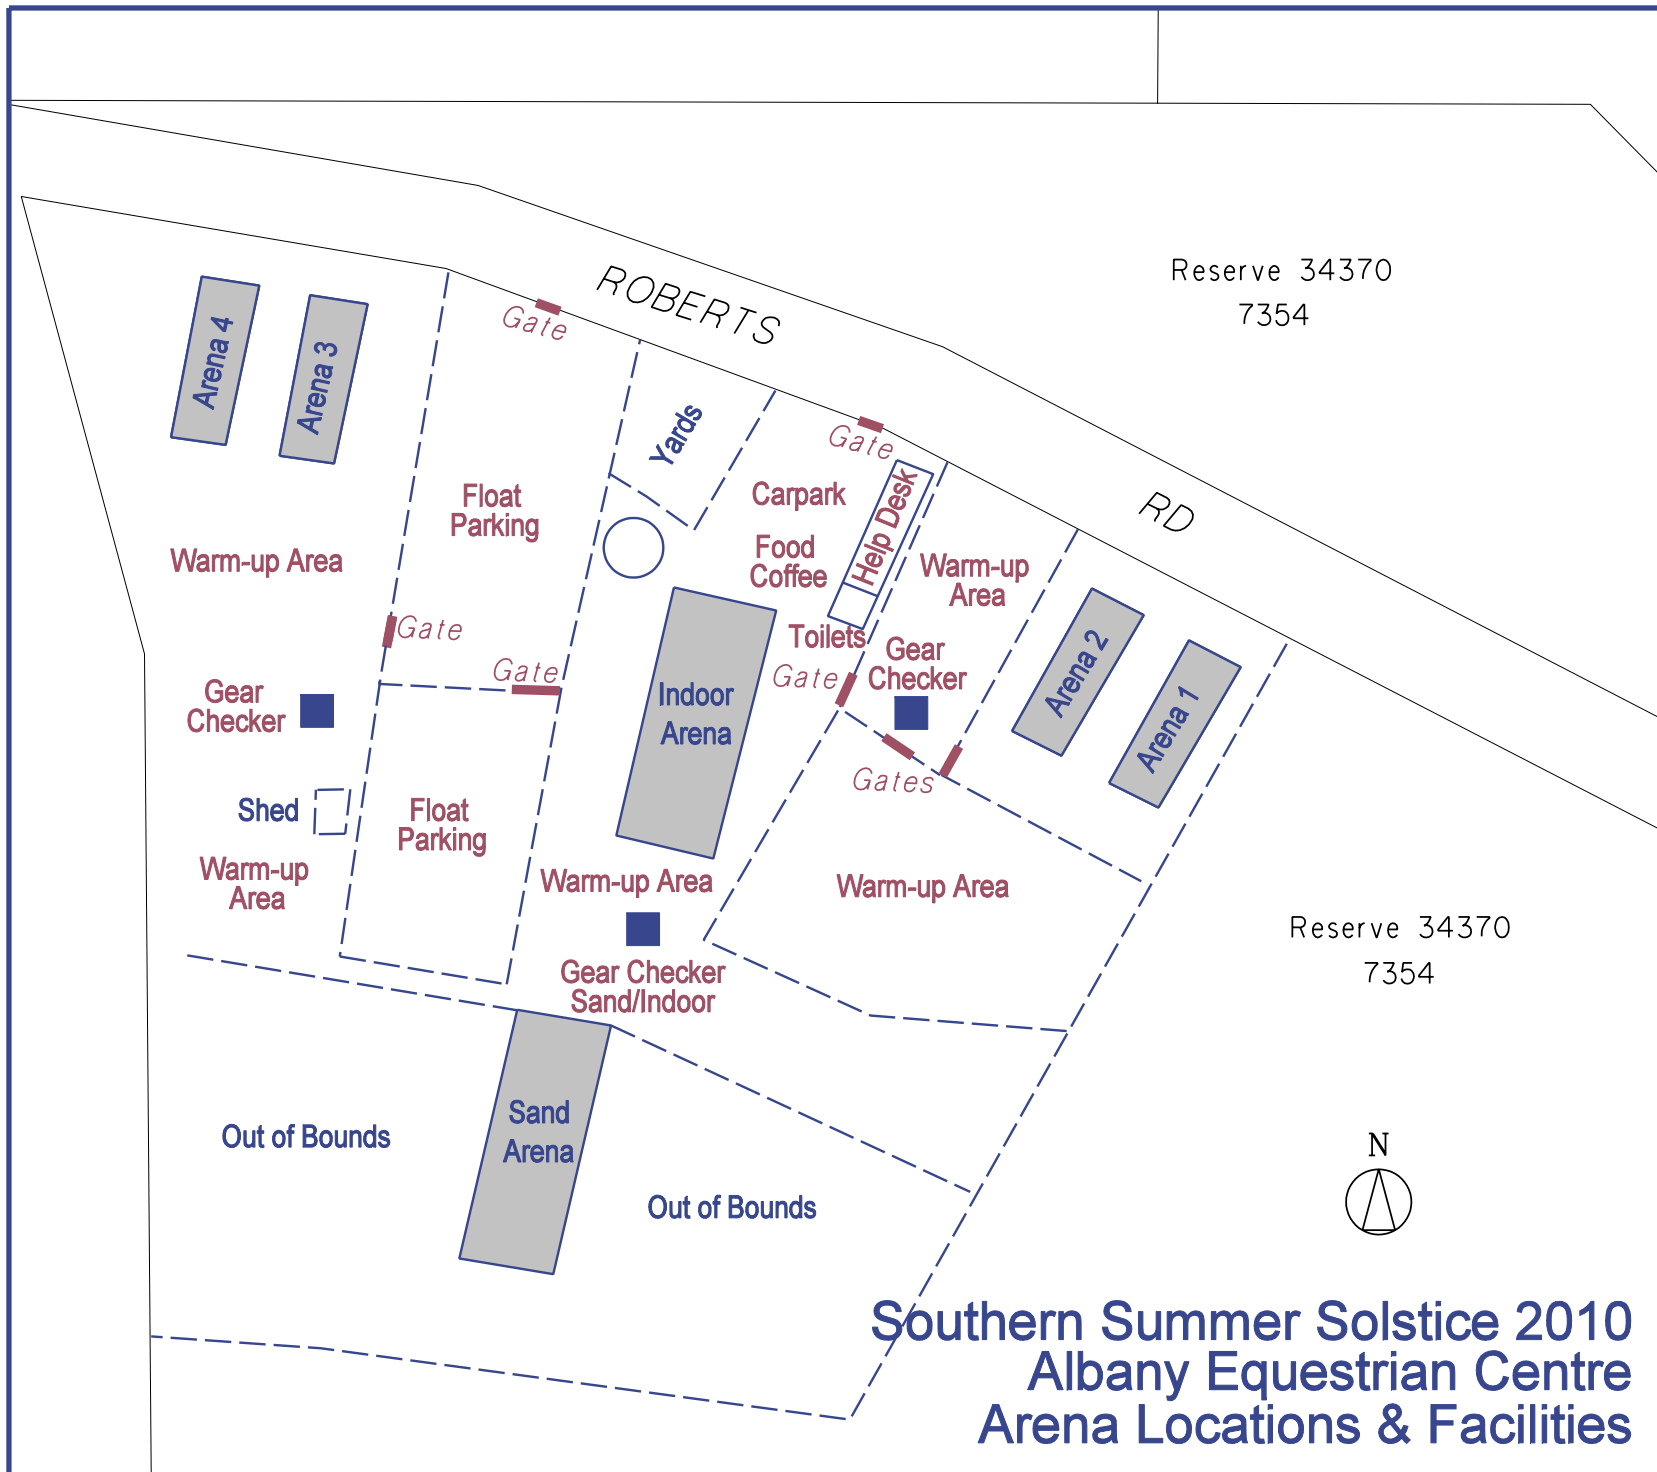 ROBERTS
RD
Reserve 34370
7354
Gate
Arena 4
Arena 3
Yards
Gate
Float
Parking
Carpark
Help Desk
Food
Coffee
Warm-up Area
Warm-up
Area
Gate
Toilets
Gear
Checker
Gate
Gate
Arena 2
Arena 1
Indoor
Arena
Gear
Checker
Gates
Shed
Float
Parking
Warm-up
Area
Warm-up Area
Warm-up Area
Gear Checker
Sand/Indoor
Reserve 34370
7354
Sand
Arena
Out of Bounds
Out of Bounds
N
Southern Summer Solstice 2010
Albany Equestrian Centre
Arena Locations & Facilities